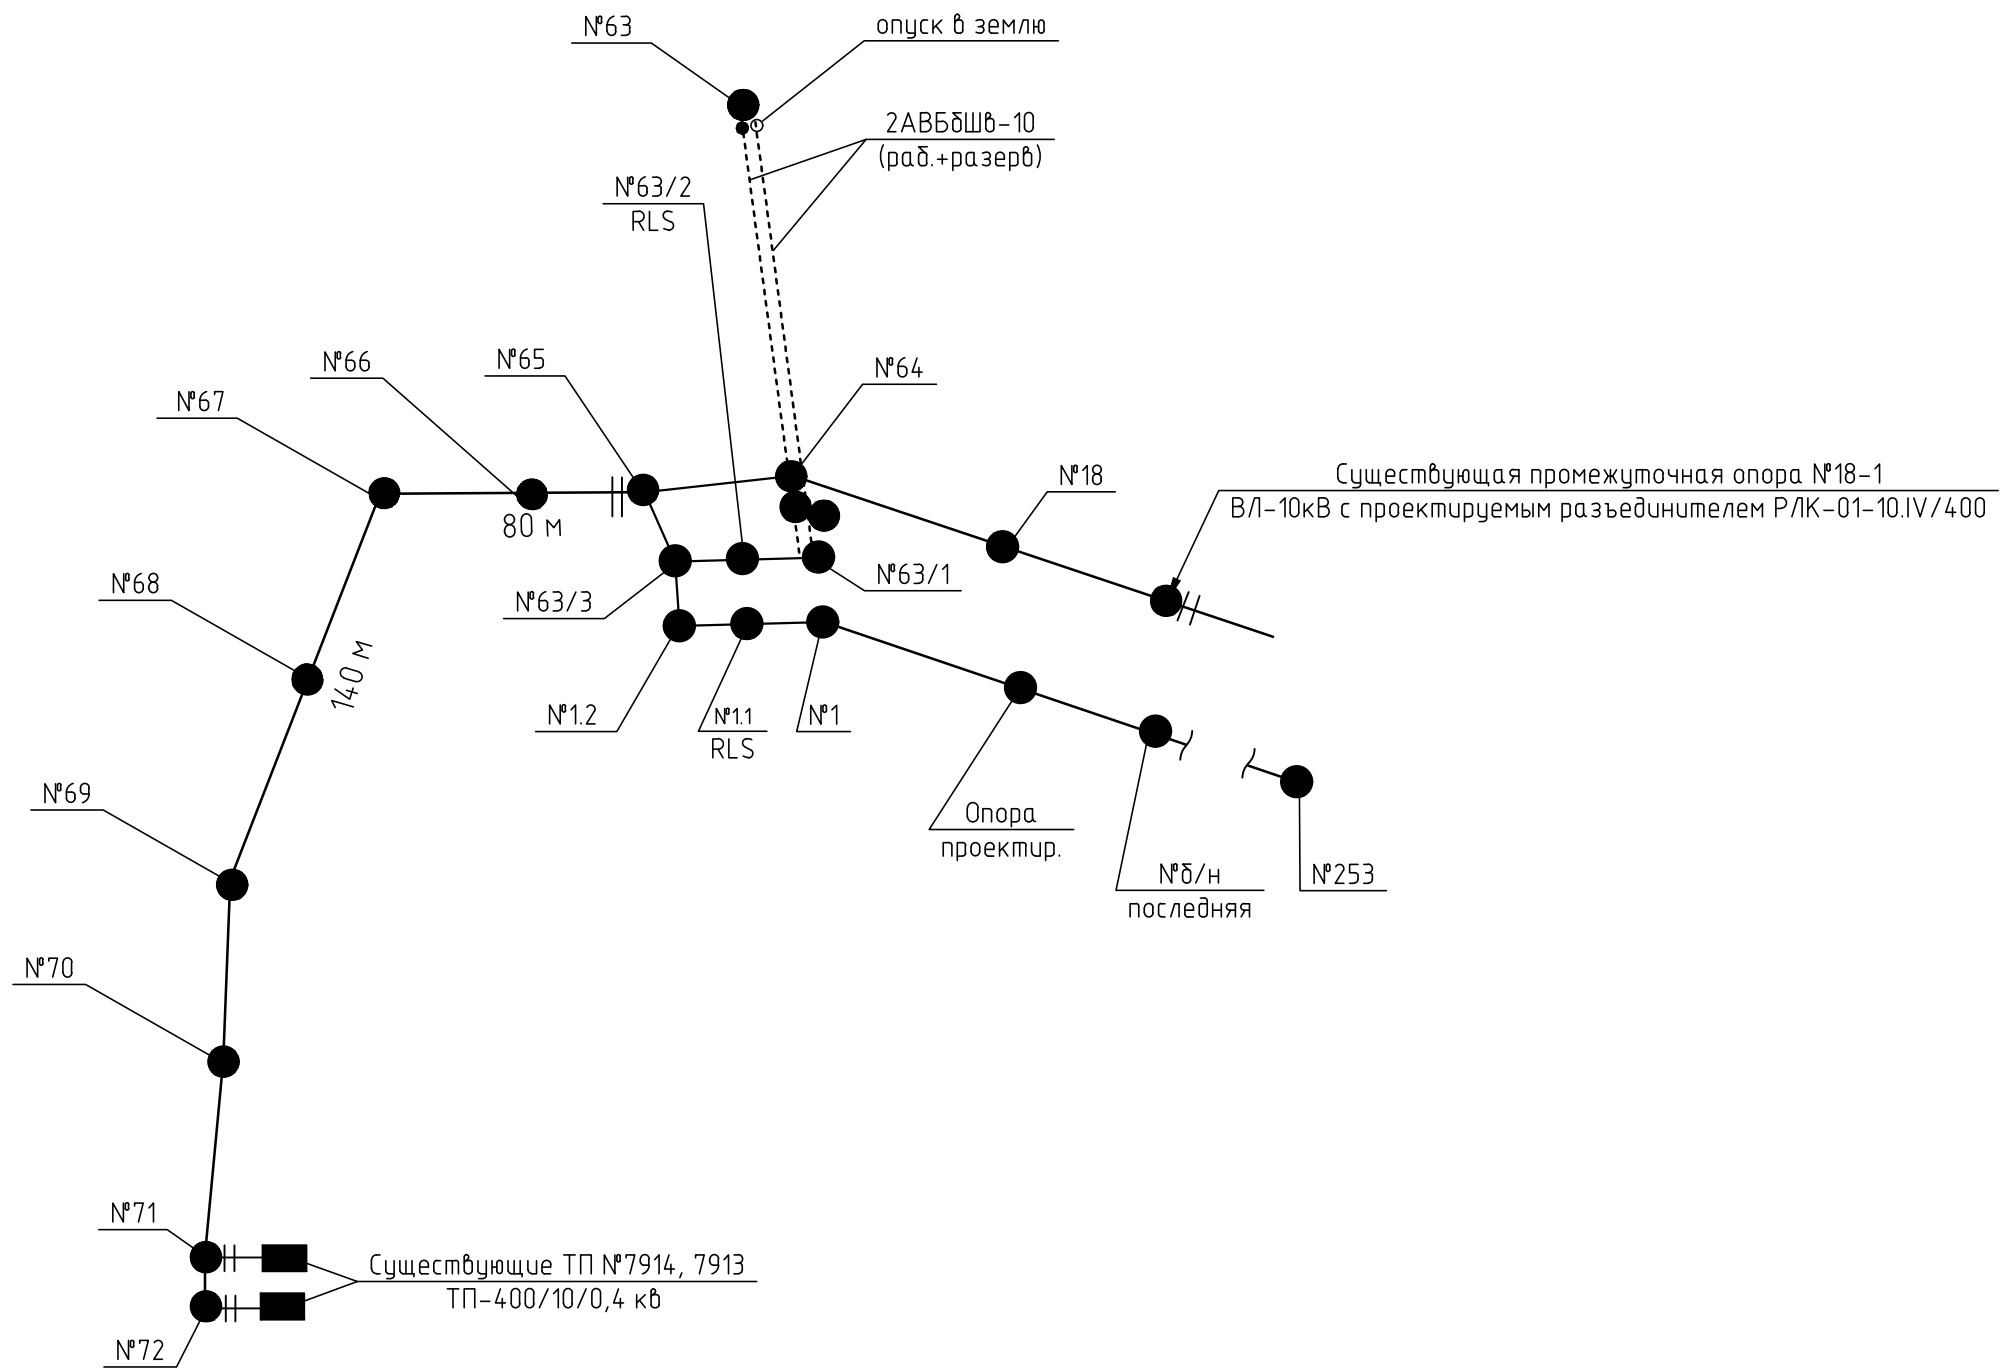 №63
опуск в землю
2АВБбШв-10
(раб.+разерв)
№63/2
RLS
№66
№65
№64
№67
№18
Существующая промежуточная опора №18-1
ВЛ-10кВ с проектируемым разъединителем РЛК-01-10.IV/400
80 м
№68
№63/3
№63/1
140 м
№1.2
№1.1
RLS
№1
№69
Опора
проектир.
№б/н
последняя
№253
№70
№71
Существующие ТП №7914, 7913
ТП-400/10/0,4 кв
№72